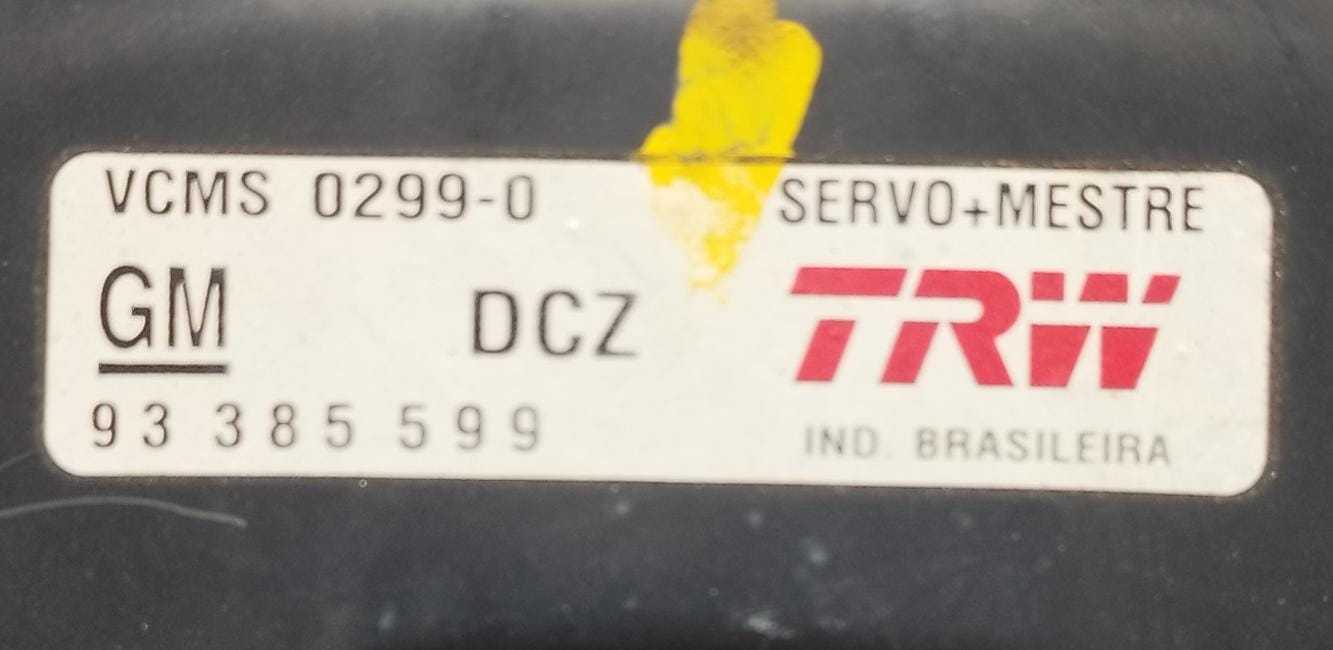 VCMS 0299-0 SERVO+MESTRE
GM DCZ TRW
93 385 599 IND. BRASILEIRA